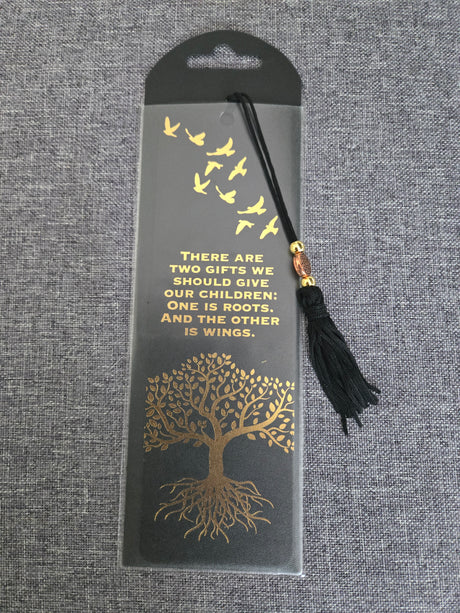 THERE ARE
TWO GIFTS WE
SHOULD GIVE
OUR CHILDREN:
ONE IS ROOTS.
AND THE OTHER
IS WINGS.